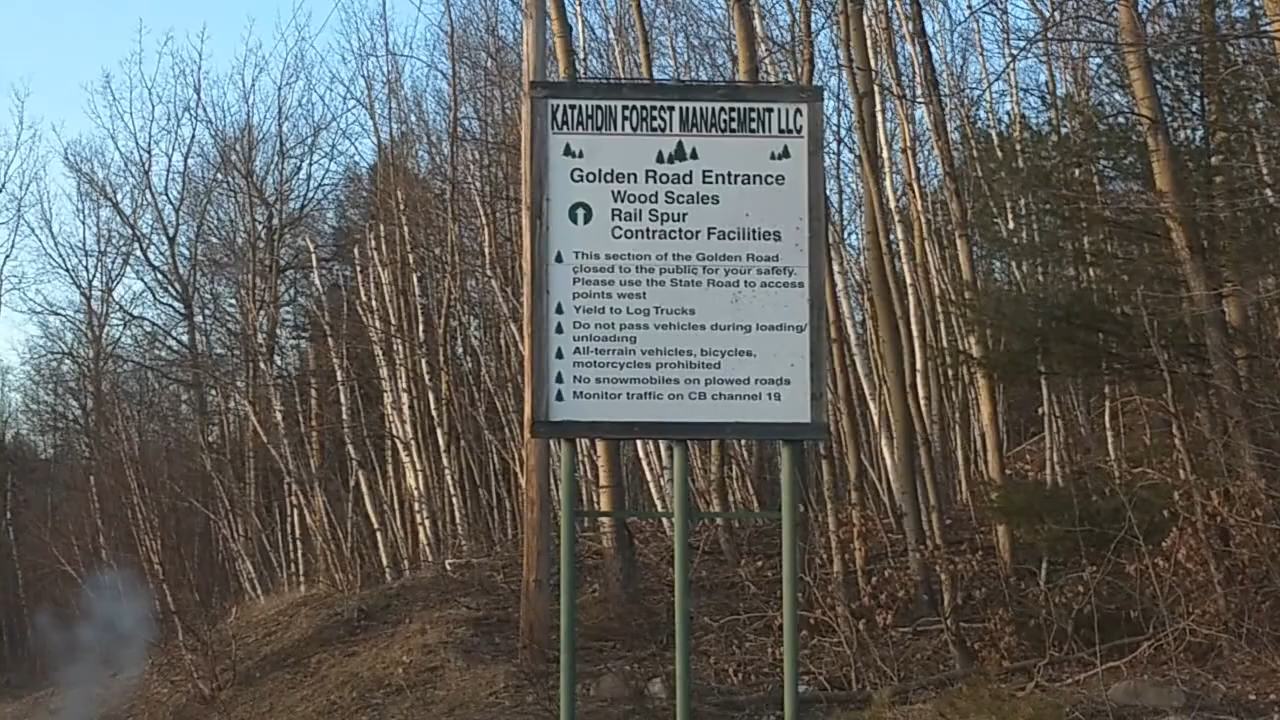 KATAHDIN FOREST MANAGEMENT LLC
Golden Road Entrance
Wood Scales
Rail Spur
Contractor Facilities
This section of the Golden Road
closed to the public for your safety.
Please use the State Road to access
points west
Yield to Log Trucks
Do not pass vehicles during loading/
unloading
All-terrain vehicles, bicycles,
motorcycles prohibited
No snowmobiles on plowed roads
Monitor traffic on CB channel 19